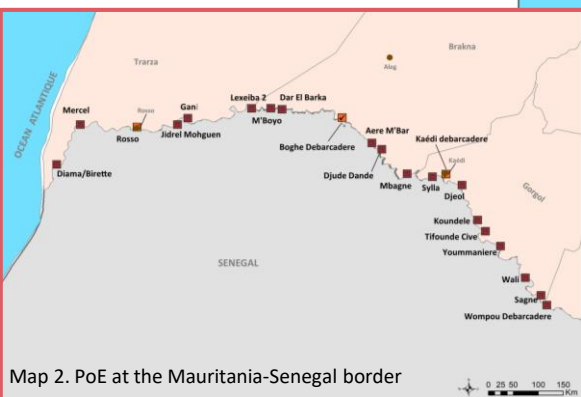 Brakna
Trarza
Aleg
OCEAN ATLANTIQUE
Lexeiba 2
Dar El Barka
Gani
Mercel
Rosso
M'Boyo
Aere M'Bar
Kaédi debarcadere
Rosso
Jidrel Mohguen
Boghe Debarcadere
Kaédi
Diama/Birette
Djude Dande
Mbagne
Sylla
Djeol
Gorgol
Koundele
Tifounde Cive
SENEGAL
Yoummaniere
Wali
Sagne
Wompou Debarcadere
Map 2. PoE at the Mauritania-Senegal border
0 25 50 100 150
Km